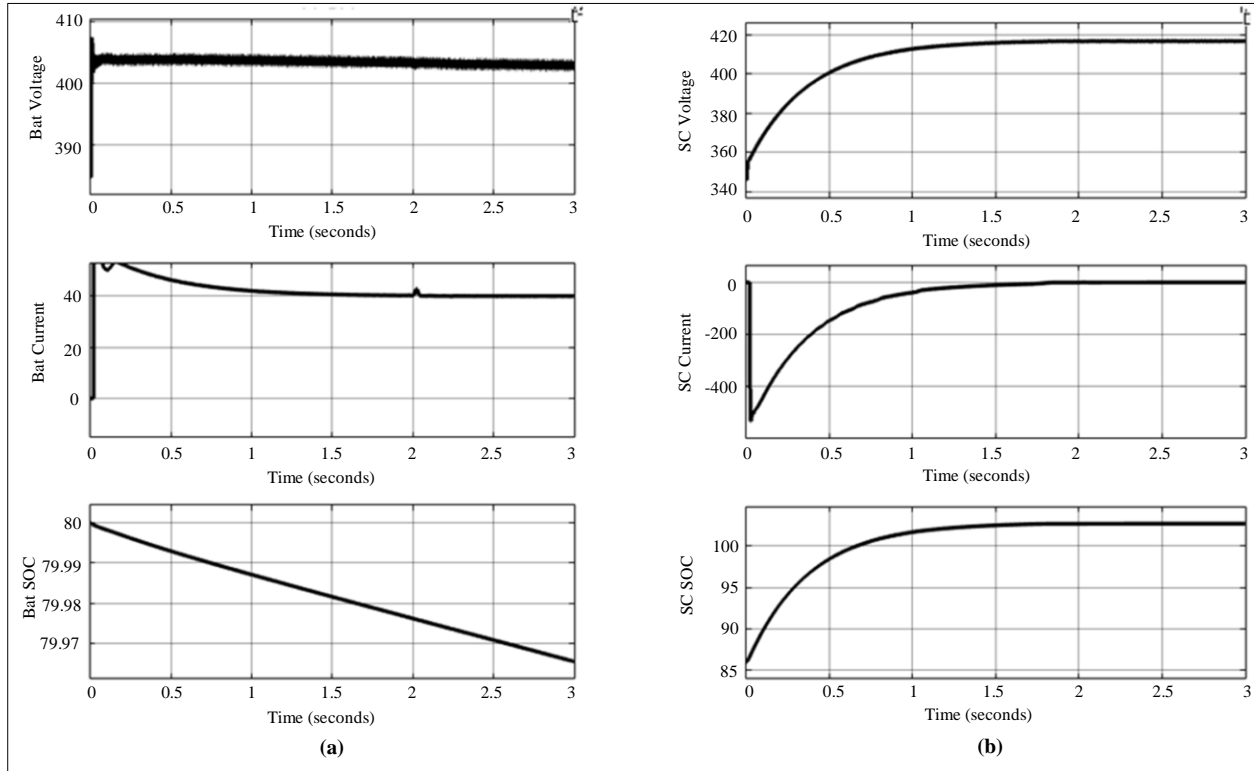 Bat Voltage
410
400
390
0 0.5 1 1.5 2 2.5 3
Time (seconds)
Bat Current
40
20
0
0 0.5 1 1.5 2 2.5 3
Time (seconds)
Bat SOC
80
79.99
79.98
79.97
0 0.5 1 1.5 2 2.5 3
Time (seconds)
(a)
SC Voltage
420
400
380
360
340
0 0.5 1 1.5 2 2.5 3
Time (seconds)
SC Current
0
-200
-400
0 0.5 1 1.5 2 2.5 3
Time (seconds)
SC SOC
100
95
90
85
0 0.5 1 1.5 2 2.5 3
Time (seconds)
(b)